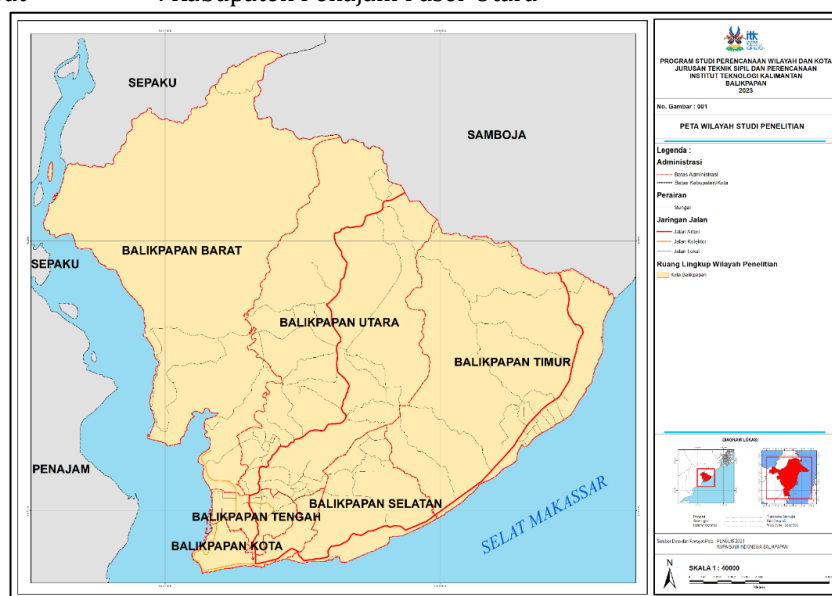 : Kabupaten Penajam Paser Utara
SEPAKU
SAMBOJA
BALIKPAPAN BARAT
SEPAKU
BALIKPAPAN UTARA
BALIKPAPAN TIMUR
PENAJAM
BALIKPAPAN SELATAN
BALIKPAPAN TENGAH
BALIKPAPAN KOTA
SELAT MAKASSAR
itk
PROGRAM STUDI PERENCANAAN WILAYAH DAN KOTA
JURUSAN TEKNIK SIPIL DAN PERENCANAAN
INSTITUT TEKNOLOGI KALIMANTAN
BALIKPAPAN
2023
No. Gambar : 001
PETA WILAYAH STUDI PENELITIAN
Legenda :
Administrasi
Batas Administrasi
Batas Kabupaten/Kota
Perairan
Sungai
Jaringan Jalan
Jalan Arteri
Jalan Kolektor
Jalan Lokal
Ruang Lingkup Wilayah Penelitian
Kota Balikpapan
DIAGRAM LOKASI
N
SKALA 1 : 40000